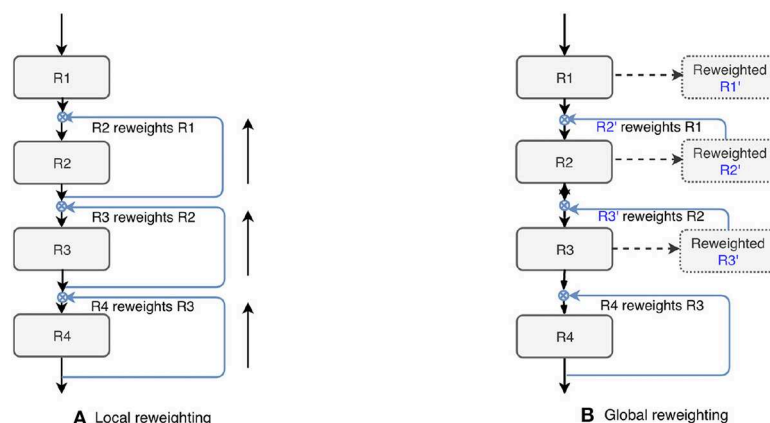 R1
R2 reweights R1
R2
R3 reweights R2
R3
R4 reweights R3
R4
A Local reweighting
R1
Reweighted
R1'
R2' reweights R1
R2
Reweighted
R2'
R3' reweights R2
R3
Reweighted
R3'
R4 reweights R3
R4
B Global reweighting